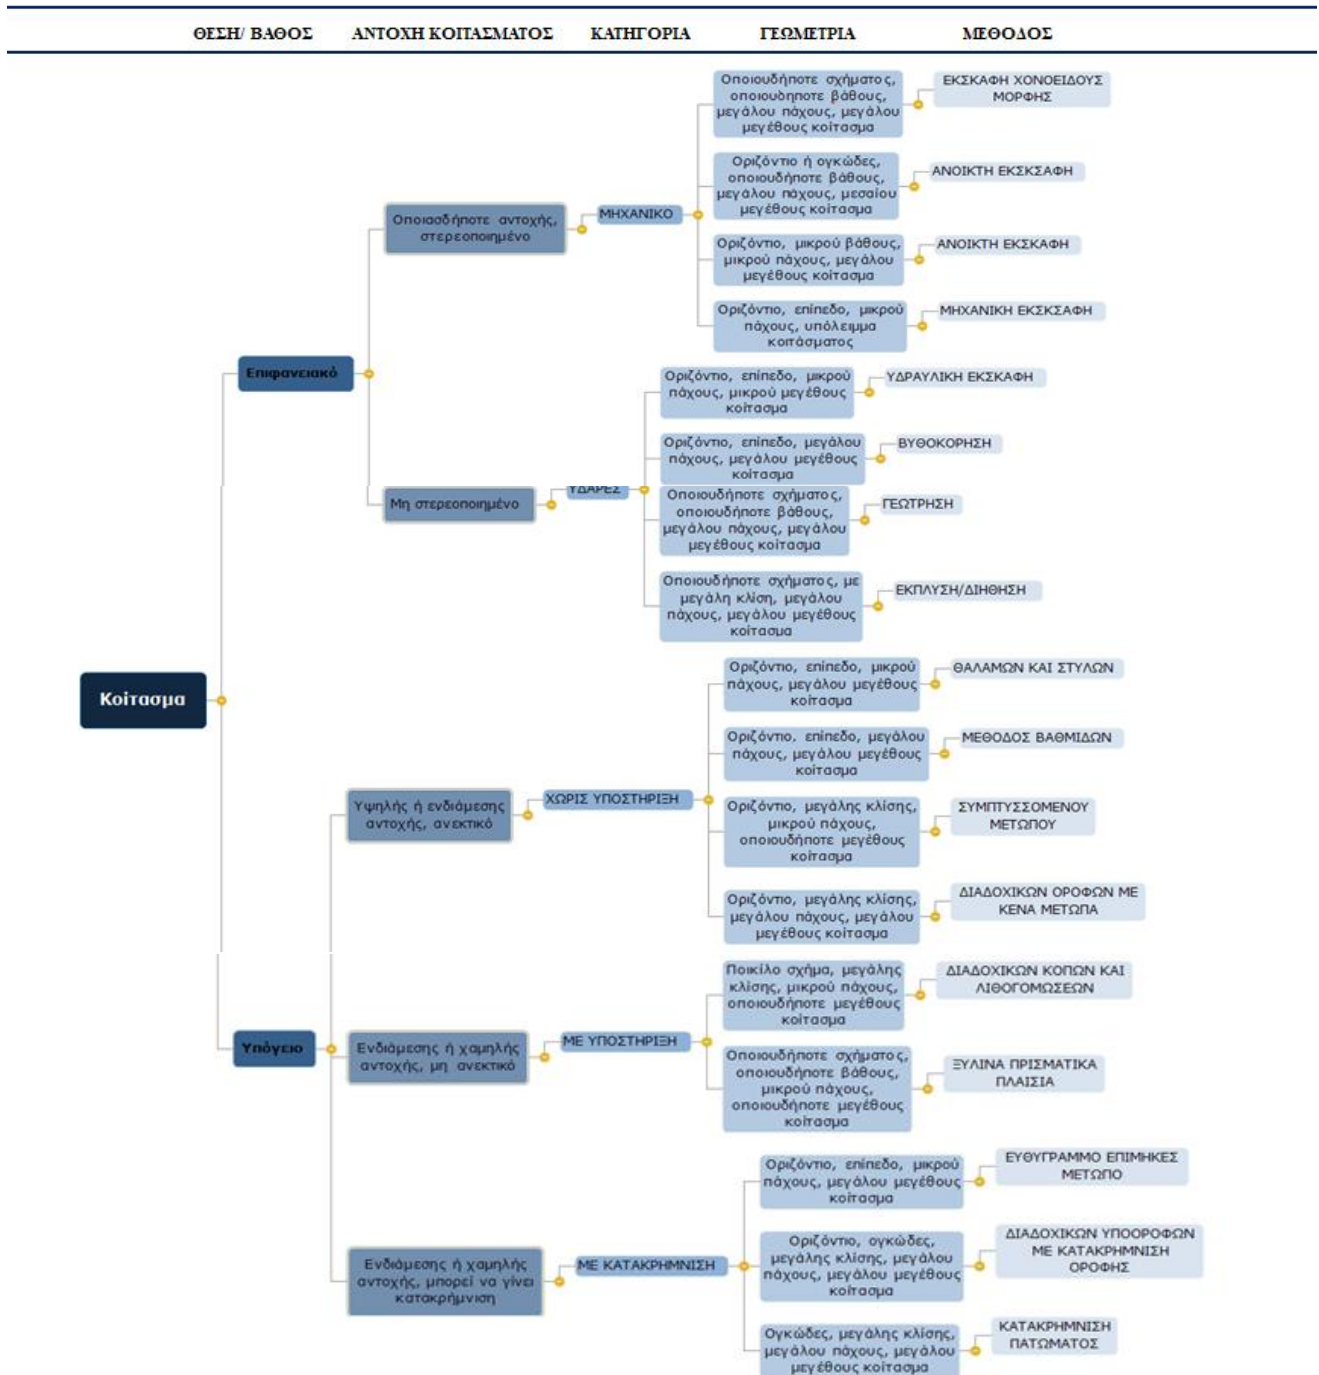 ΘΕΣΗ/ ΒΑΘΟΣ ΑΝΤΟΧΗ ΚΟΙΤΑΣΜΑΤΟΣ ΚΑΤΗΓΟΡΙΑ ΓΕΩΜΕΤΡΙΑ ΜΕΘΟΔΟΣ
Κοίτασμα
Επιφανειακό
Οποιασδήποτε αντοχής,
στερεοποιημένο
ΜΗΧΑΝΙΚΟ
Οποιουδήποτε σχήματος,
οποιουδηποτε βάθους,
μεγάλου πάχους, μεγάλου
μεγέθους κοίτασμα
ΕΚΣΚΑΦΗ ΧΟΝΟΕΙΔΟΥΣ
ΜΟΡΦΗΣ
Οριζόντιο ή ογκώδες,
οποιουδήποτε βάθους,
μεγάλου πάχους, μεσαίου
μεγέθους κοίτασμα
ΑΝΟΙΚΤΗ ΕΚΣΚΣΑΦΗ
Οριζόντιο, μικρού βάθους,
μικρού πάχους, μεγάλου
μεγέθους κοίτασμα
ΑΝΟΙΚΤΗ ΕΚΣΚΑΦΗ
Οριζόντιο, επίπεδο, μικρού
πάχους, υπόλειμμα
κοιτάσματος
ΜΗΧΑΝΙΚΗ ΕΚΣΚΣΑΦΗ
Μη στερεοποιημένο
ΥΔΑΡΕΣ
Οριζόντιο, επίπεδο, μικρού
πάχους, μικρού μεγέθους
κοίτασμα
ΥΔΡΑΥΛΙΚΗ ΕΚΣΚΑΦΗ
Οριζόντιο, επίπεδο, μεγάλου
πάχους, μεγάλου μεγέθους
κοίτασμα
ΒΥΘΟΚΟΡΗΣΗ
Οποιουδήποτε σχήματος,
οποιουδήποτε βάθους,
μεγάλου πάχους, μεγάλου
μεγέθους κοίτασμα
ΓΕΩΤΡΗΣΗ
Οποιουδήποτε σχήματος, με
μεγάλη κλίση, μεγάλου
πάχους, μεγάλου μεγέθους
κοίτασμα
ΕΚΠΛΥΣΗ/ΔΙΗΘΗΣΗ
Υπόγειο
Υψηλής ή ενδιάμεσης
αντοχής, ανεκτικό
ΧΩΡΙΣ ΥΠΟΣΤΗΡΙΞΗ
Οριζόντιο, επίπεδο, μικρού
πάχους, μεγάλου μεγέθους
κοίτασμα
ΘΑΛΑΜΩΝ ΚΑΙ ΣΤΥΛΩΝ
Οριζόντιο, επίπεδο, μεγάλου
πάχους, μεγάλου μεγέθους
κοίτασμα
ΜΕΘΟΔΟΣ ΒΑΘΜΙΔΩΝ
Οριζόντιο, μεγάλης κλίσης,
μικρού πάχους,
οποιουδήποτε μεγέθους
κοίτασμα
ΣΥΜΠΤΥΣΣΟΜΕΝΟΥ
ΜΕΤΩΠΟΥ
Οριζόντιο, μεγάλης κλίσης,
μεγάλου πάχους, μεγάλου
μεγέθους κοίτασμα
ΔΙΑΔΟΧΙΚΩΝ ΟΡΟΦΩΝ ΜΕ
ΚΕΝΑ ΜΕΤΩΠΑ
Ενδιάμεσης ή χαμηλής
αντοχής, μη ανεκτικό
ΜΕ ΥΠΟΣΤΗΡΙΞΗ
Ποικίλο σχήμα, μεγάλης
κλίσης, μικρού πάχους,
οποιουδήποτε μεγέθους
κοίτασμα
ΔΙΑΔΟΧΙΚΩΝ ΚΟΠΩΝ ΚΑΙ
ΛΙΘΟΓΟΜΩΣΕΩΝ
Οποιουδήποτε σχήματος,
οποιουδήποτε βάθους,
μικρού πάχους,
οποιουδήποτε μεγέθους
κοίτασμα
ΞΥΛΙΝΑ ΠΡΙΣΜΑΤΙΚΑ
ΠΛΑΙΣΙΑ
Ενδιάμεσης ή χαμηλής
αντοχής, μπορεί να γίνει
κατακρήμνιση
ΜΕ ΚΑΤΑΚΡΗΜΝΙΣΗ
Οριζόντιο, επίπεδο, μικρού
πάχους, μεγάλου μεγέθους
κοίτασμα
ΕΥΘΥΓΡΑΜΜΟ ΕΠΙΜΗΚΕΣ
ΜΕΤΩΠΟ
Οριζόντιο, ογκώδες,
μεγάλης κλίσης, μεγάλου
πάχους, μεγάλου μεγέθους
κοίτασμα
ΔΙΑΔΟΧΙΚΩΝ ΥΠΟΟΡΟΦΩΝ
ΜΕ ΚΑΤΑΚΡΗΜΝΙΣΗ
ΟΡΟΦΗΣ
Ογκώδες, μεγάλης κλίσης,
μεγάλου πάχους, μεγάλου
μεγέθους κοίτασμα
ΚΑΤΑΚΡΗΜΝΙΣΗ
ΠΑΤΩΜΑΤΟΣ